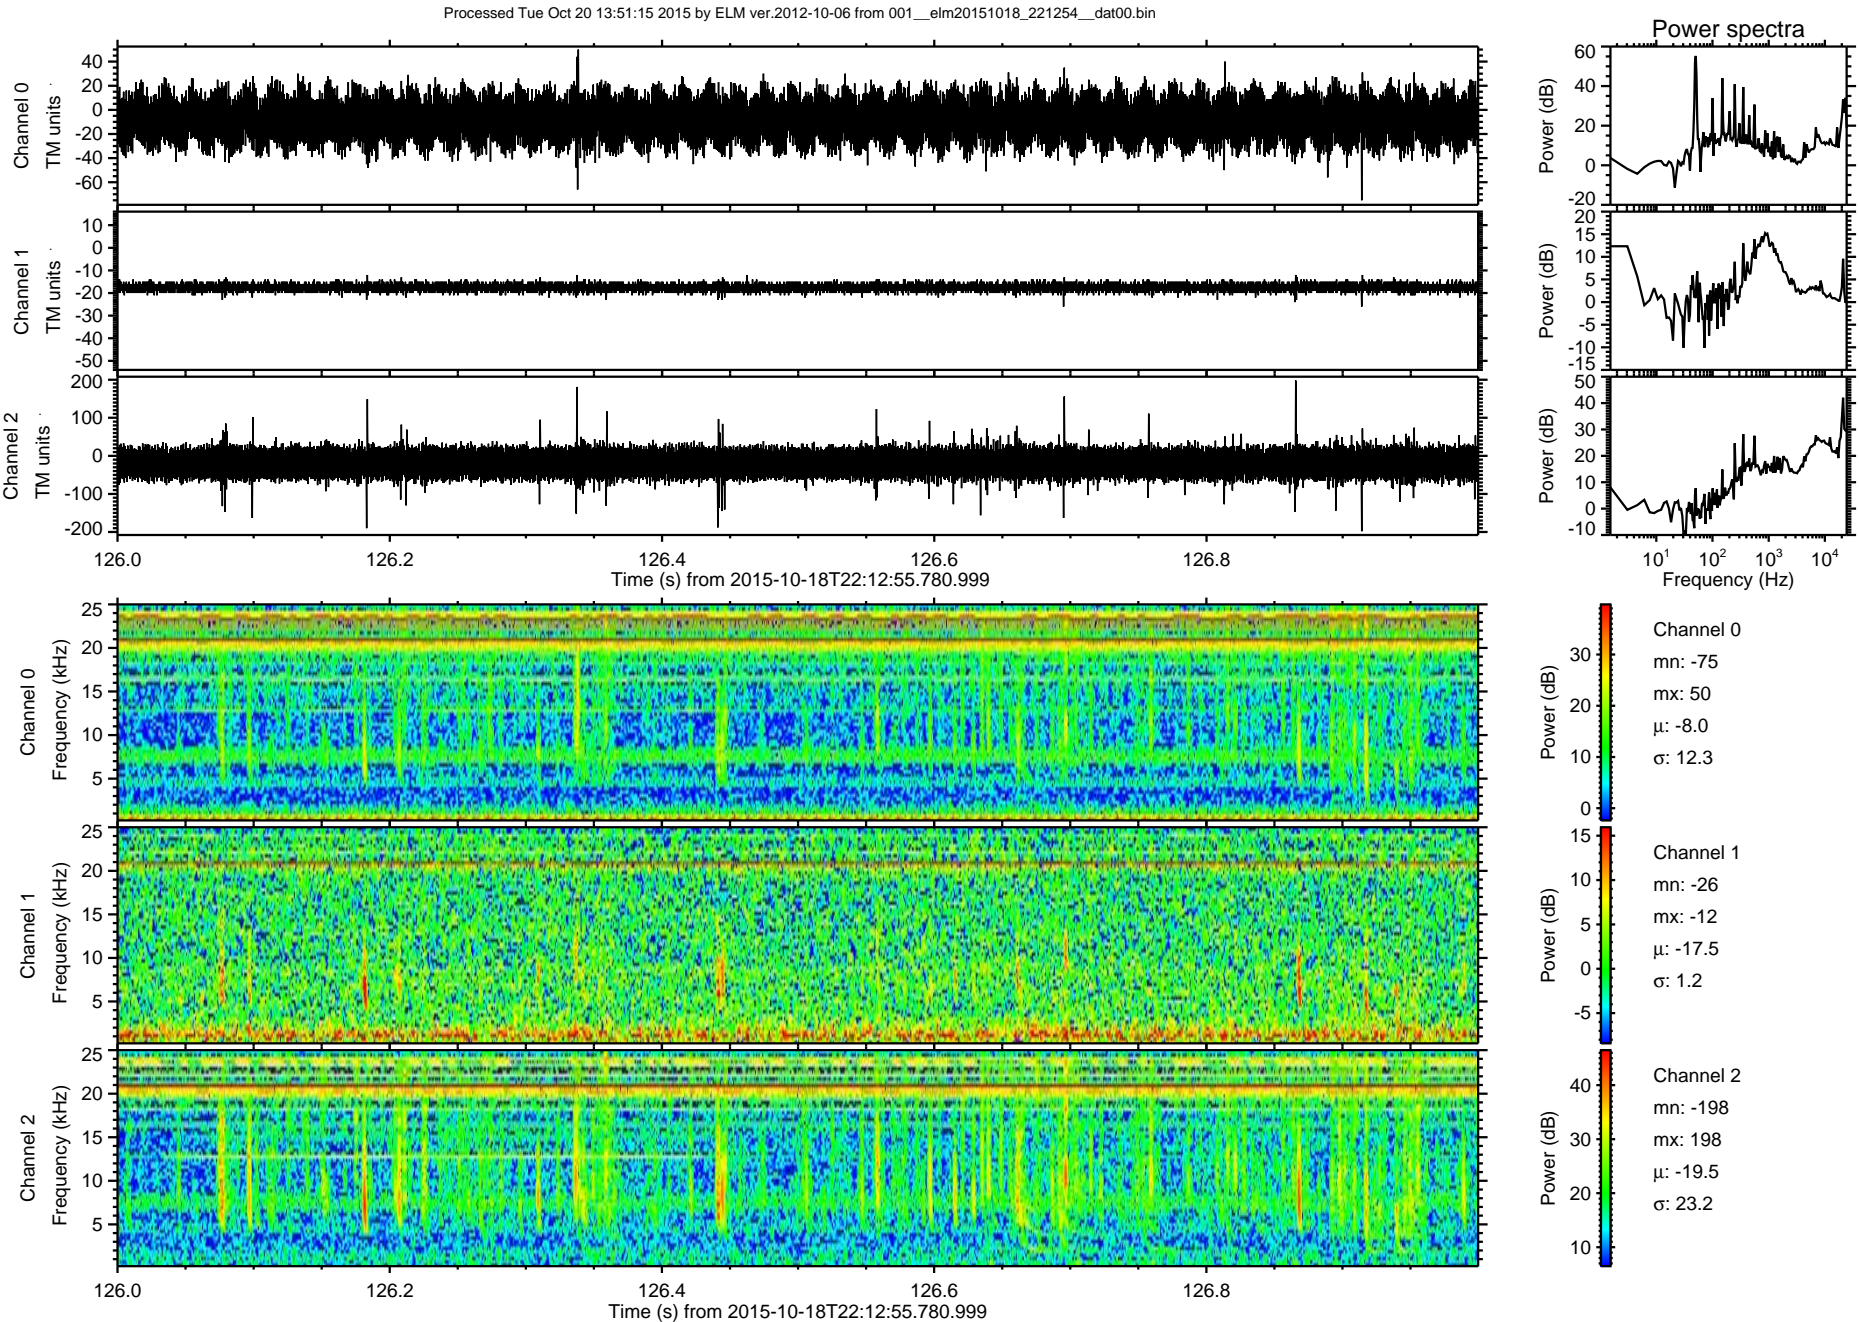 Processed Tue Oct 20 13:51:15 2015 by ELM ver.2012-10-06 from 001__elm20151018_221254__dat00.bin
Power spectra
Channel 0
TM units
40
20
0
-20
-40
-60
Power (dB)
60
40
20
0
-20
Channel 1
TM units
10
0
-10
-20
-30
-40
-50
Power (dB)
20
15
10
5
0
-5
-10
-15
Channel 2
TM units
200
100
0
-100
-200
Power (dB)
50
40
30
20
10
0
-10
126.0 126.2 126.4 126.6 126.8
Time (s) from 2015-10-18T22:12:55.780.999
10¹ 10² 10³ 10⁴
Frequency (Hz)
Channel 0
Frequency (kHz)
25
20
15
10
5
Power (dB)
30
20
10
0
Channel 0
mn: -75
mx: 50
µ: -8.0
σ: 12.3
Channel 1
Frequency (kHz)
25
20
15
10
5
Power (dB)
15
10
5
0
-5
Channel 1
mn: -26
mx: -12
µ: -17.5
σ: 1.2
Channel 2
Frequency (kHz)
25
20
15
10
5
Power (dB)
40
30
20
10
Channel 2
mn: -198
mx: 198
µ: -19.5
σ: 23.2
126.0 126.2 126.4 126.6 126.8
Time (s) from 2015-10-18T22:12:55.780.999